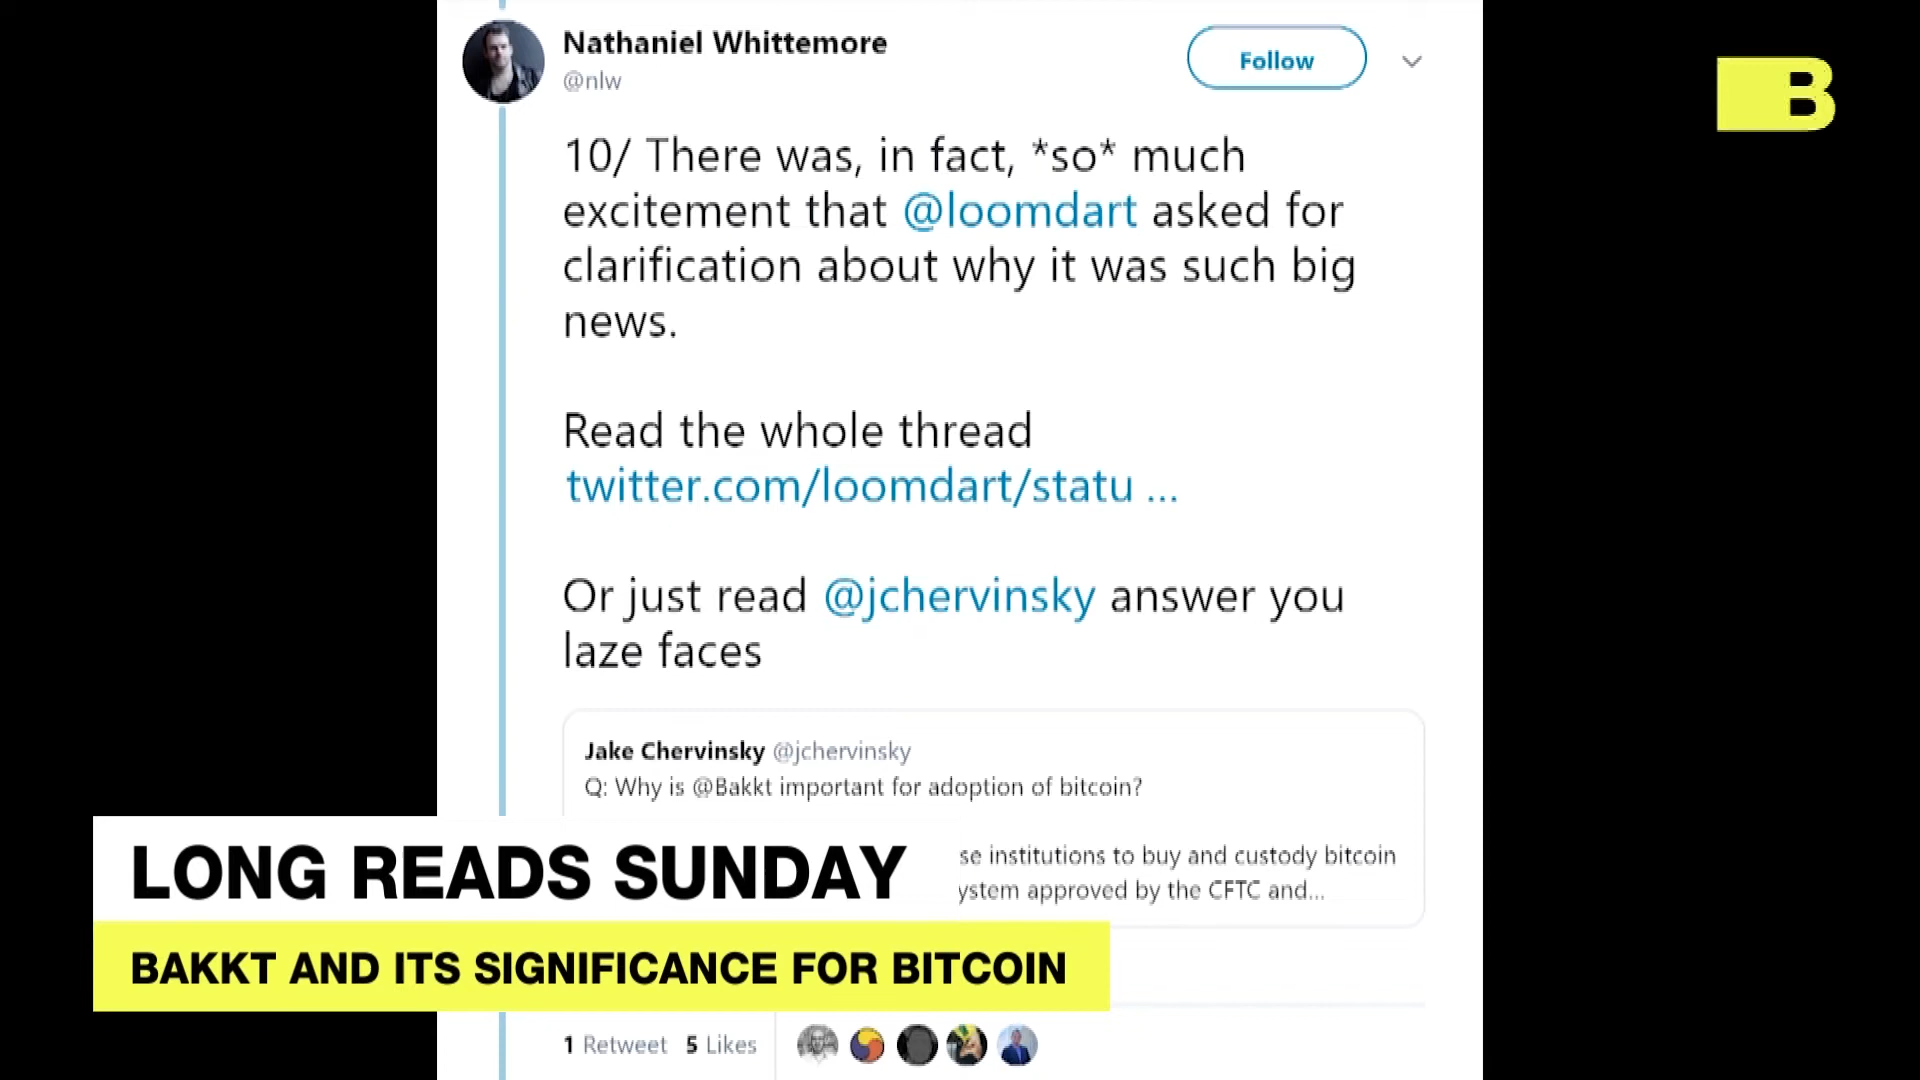 Nathaniel Whittemore
@nlw
Follow
B
10/ There was, in fact, *so* much
excitement that @loomdart asked for
clarification about why it was such big
news.
Read the whole thread
twitter.com/loomdart/statu ...
Or just read @jchervinsky answer you
laze faces
Jake Chervinsky @jchervinsky
Q: Why is @Bakkt important for adoption of bitcoin?
se institutions to buy and custody bitcoin
ystem approved by the CFTC and...
LONG READS SUNDAY
BAKKT AND ITS SIGNIFICANCE FOR BITCOIN
1 Retweet 5 Likes